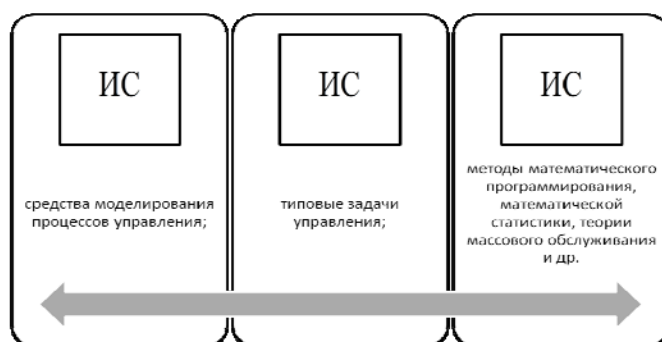 ИС
средства моделирования
процессов управления;
ИС
типовые задачи
управления;
ИС
методы математического
программирования,
математической
статистики, теории
массового обслуживания
и др.